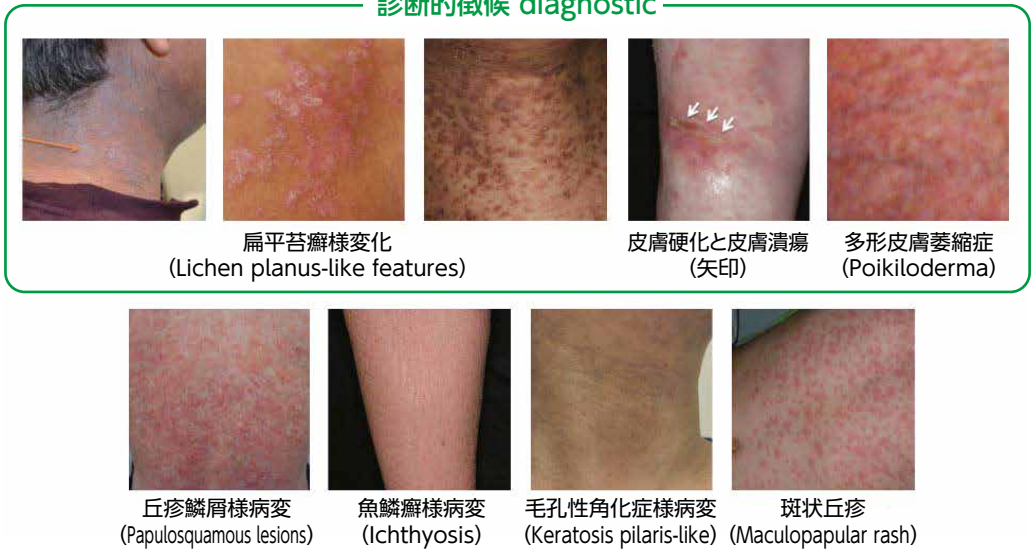 診断的徴候 diagnostic
扁平苔癬様変化
(Lichen planus-like features)
皮膚硬化と皮膚潰瘍
(矢印)
多形皮膚萎縮症
(Poikiloderma)
丘疹鱗屑様病変
(Papulosquamous lesions)
魚鱗癬様病変
(Ichthyosis)
毛孔性角化症様病変
(Keratosis pilaris-like)
斑状丘疹
(Maculopapular rash)